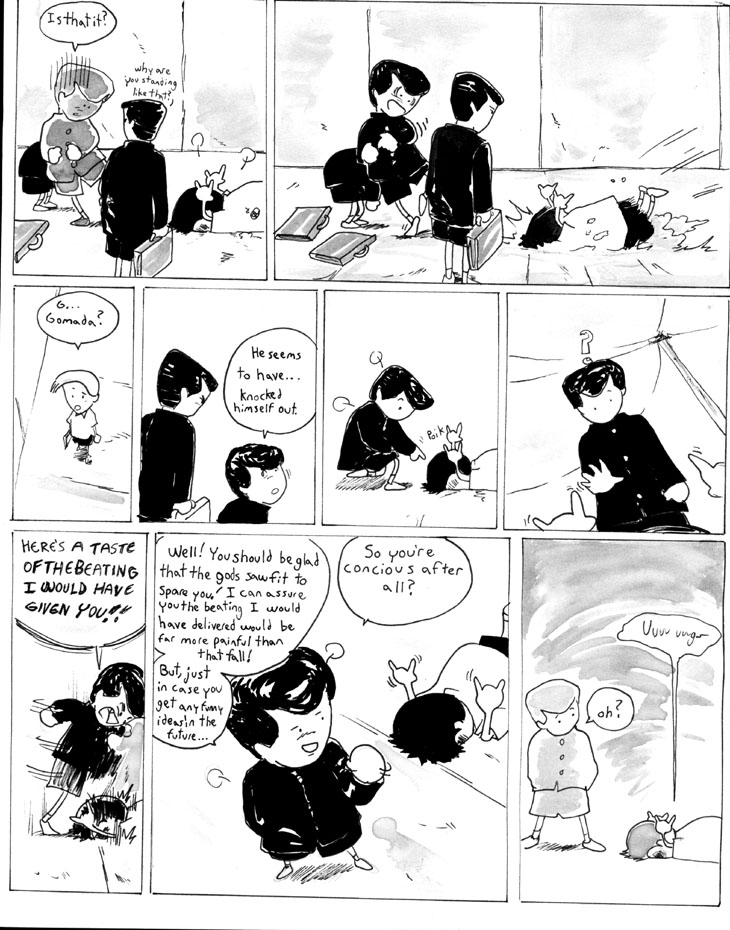 Is that it?
why are
you standing
like that?
?
Poik
He seems
to have...
knocked
himself out.
G...
Gomada?
Uuuu uungr
oh?
So you're
concious after
all?
Well! You should be glad
that the gods saw fit to
spare you! I can assure
you the beating I would
have delivered would be
far more painful than
that fall!
But, just
in case you
get any funny
ideas in the
future...
HERE'S A TASTE
OF THE BEATING
I WOULD HAVE
GIVEN YOU!!!